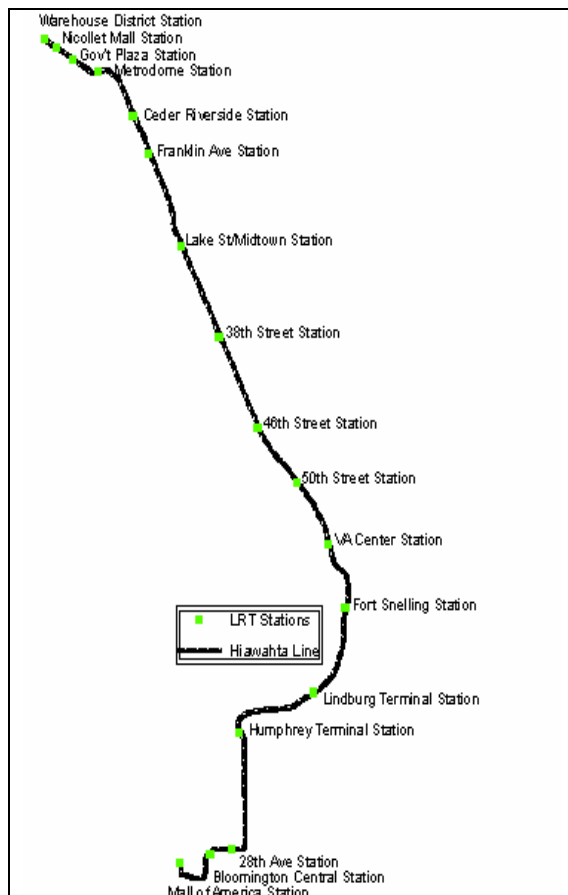 Warehouse District Station
Nicollet Mall Station
Gov't Plaza Station
Metrodome Station
Ceder Riverside Station
Franklin Ave Station
Lake St/Midtown Station
38th Street Station
46th Street Station
50th Street Station
VA Center Station
Fort Snelling Station
LRT Stations
Hiawahta Line
Lindburg Terminal Station
Humphrey Terminal Station
28th Ave Station
Bloomington Central Station
Mall of America Station